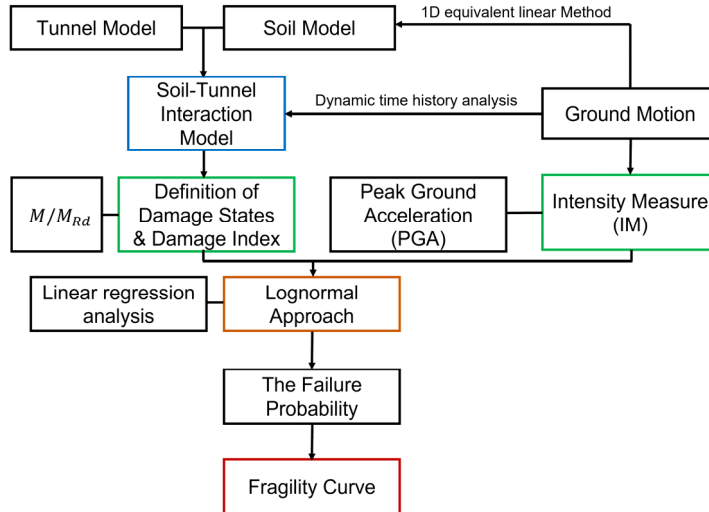 Tunnel Model
Soil Model
1D equivalent linear Method
Soil-Tunnel
Interaction
Model
Dynamic time history analysis
Ground Motion
M/M_{Rd}
Definition of
Damage States
& Damage Index
Peak Ground
Acceleration
(PGA)
Intensity Measure
(IM)
Linear regression
analysis
Lognormal
Approach
The Failure
Probability
Fragility Curve